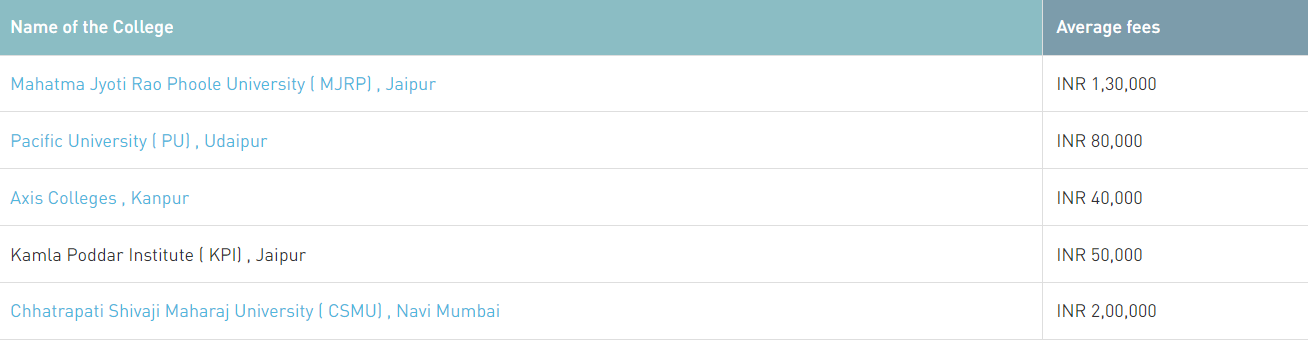 Name of the College Average fees
Mahatma Jyoti Rao Phoole University ( MJRP) , Jaipur INR 1,30,000
Pacific University ( PU) , Udaipur INR 80,000
Axis Colleges , Kanpur INR 40,000
Kamla Poddar Institute ( KPI) , Jaipur INR 50,000
Chhatrapati Shivaji Maharaj University ( CSMU) , Navi Mumbai INR 2,00,000